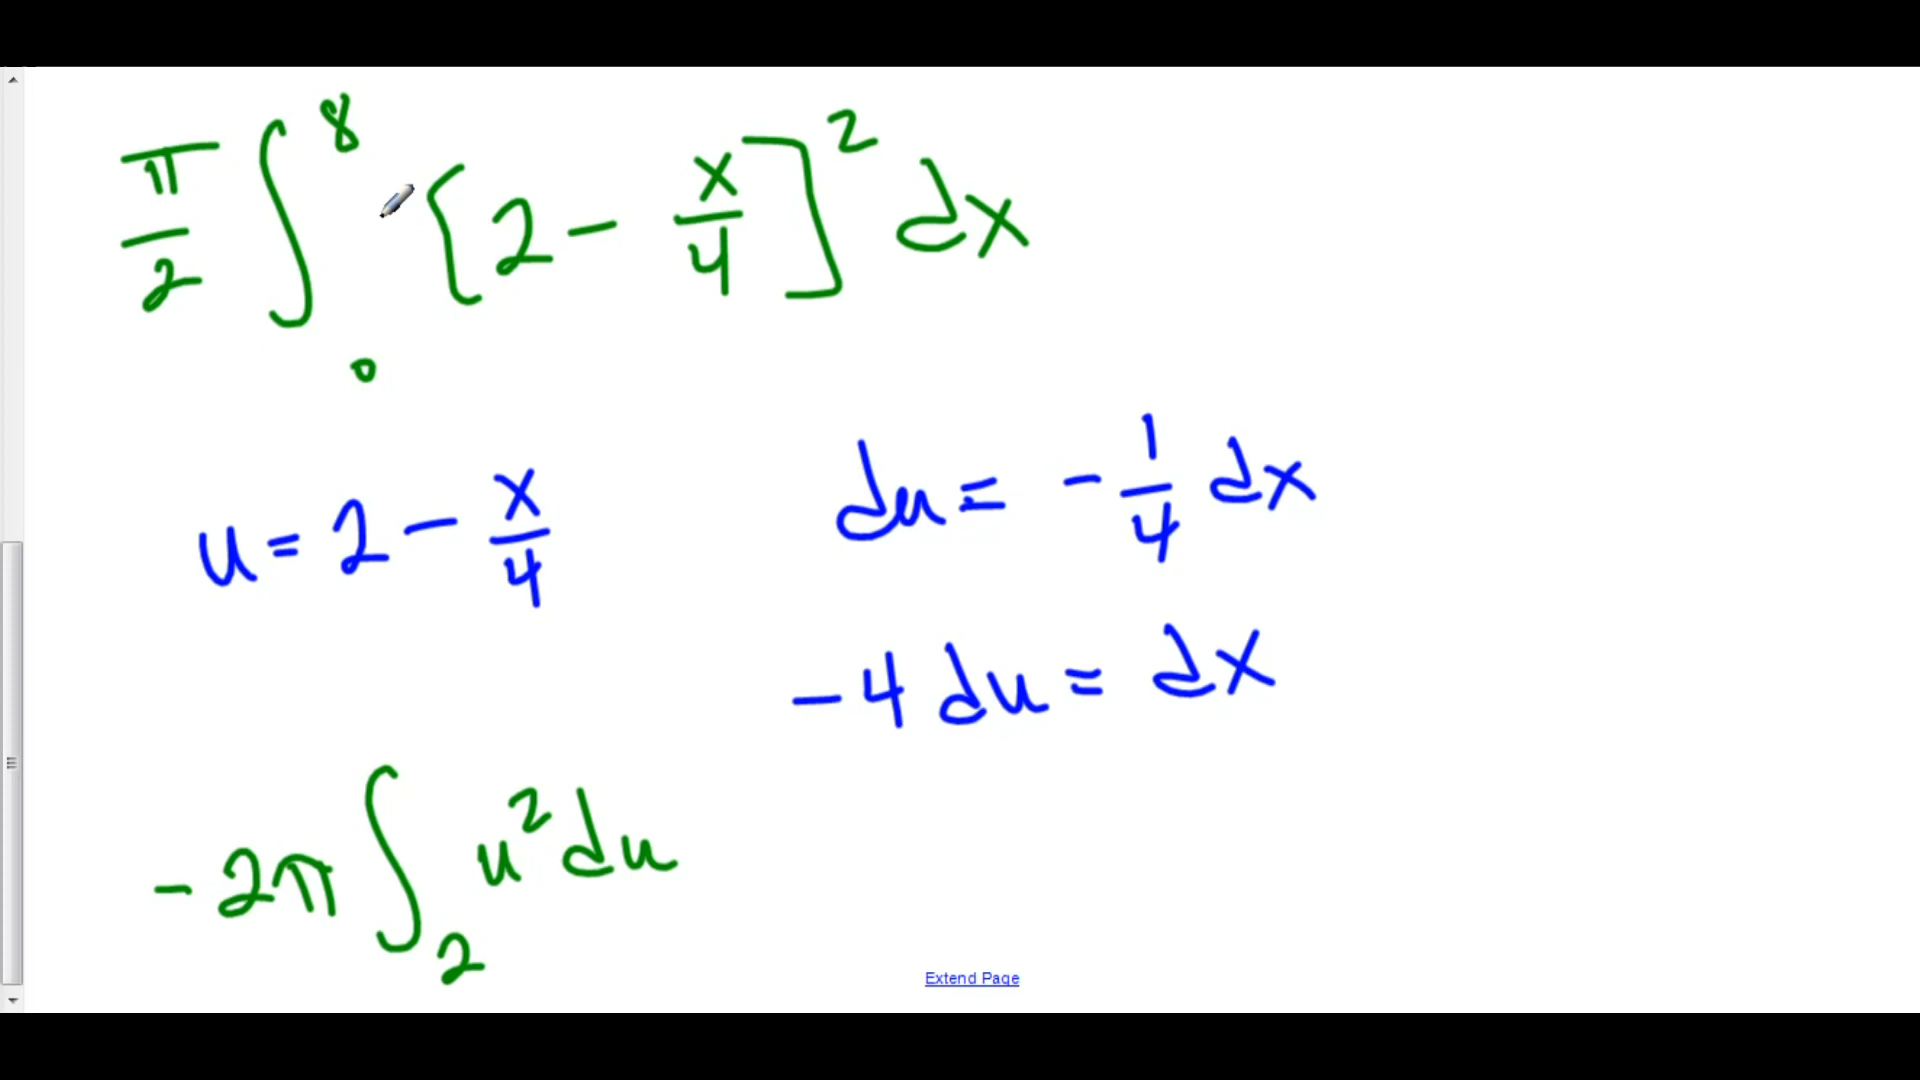 π/2 ∫₀⁸ [2 - x/4]² dx
u = 2 - x/4
du = - 1/4 dx
-4 du = dx
-2π ∫₂ u² du
Extend Page